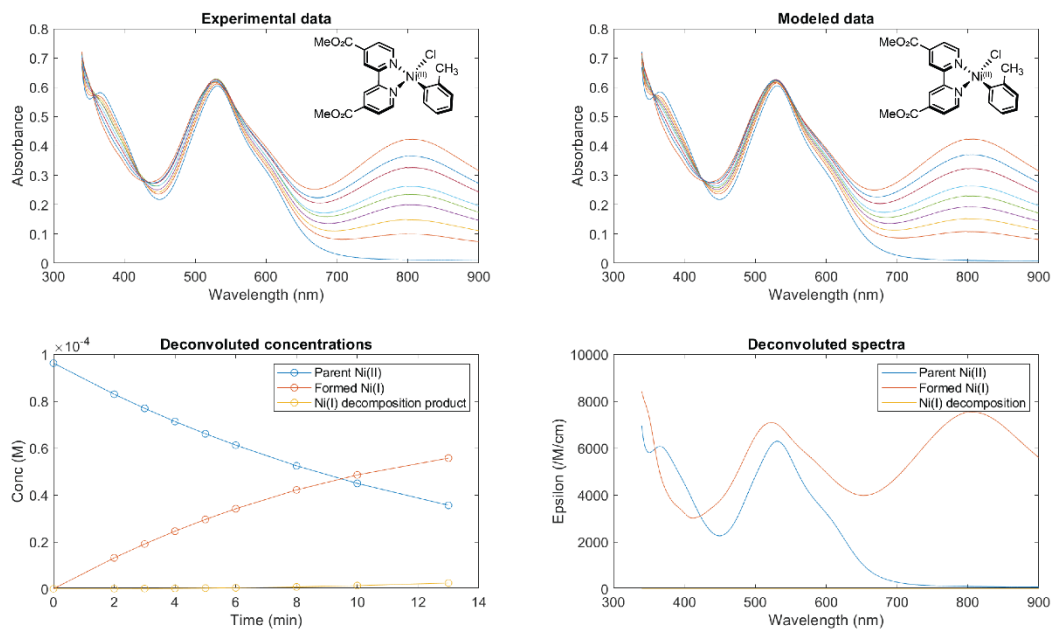 Experimental data
0.8
0.7
0.6
0.5
0.4
0.3
0.2
0.1
0
Absorbance
300 400 500 600 700 800 900
Wavelength (nm)
MeO₂C
MeO₂C
N
N
Ni(II)
Cl
CH₃
Modeled data
0.8
0.7
0.6
0.5
0.4
0.3
0.2
0.1
0
Absorbance
300 400 500 600 700 800 900
Wavelength (nm)
MeO₂C
MeO₂C
N
N
Ni(II)
Cl
CH₃
Deconvoluted concentrations
×10⁻⁴
1
0.8
0.6
0.4
0.2
0
Conc (M)
0 2 4 6 8 10 12 14
Time (min)
Parent Ni(II)
Formed Ni(I)
Ni(I) decomposition product
Deconvoluted spectra
10000
8000
6000
4000
2000
0
Epsilon (/M/cm)
300 400 500 600 700 800 900
Wavelength (nm)
Parent Ni(II)
Formed Ni(I)
Ni(I) decomposition